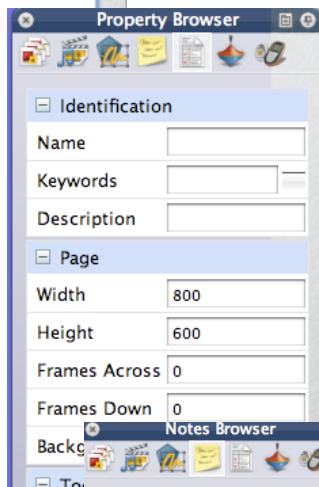 Property Browser
Identification
Name
Keywords
Description
Page
Width 800
Height 600
Frames Across 0
Frames Down 0
Notes Browser